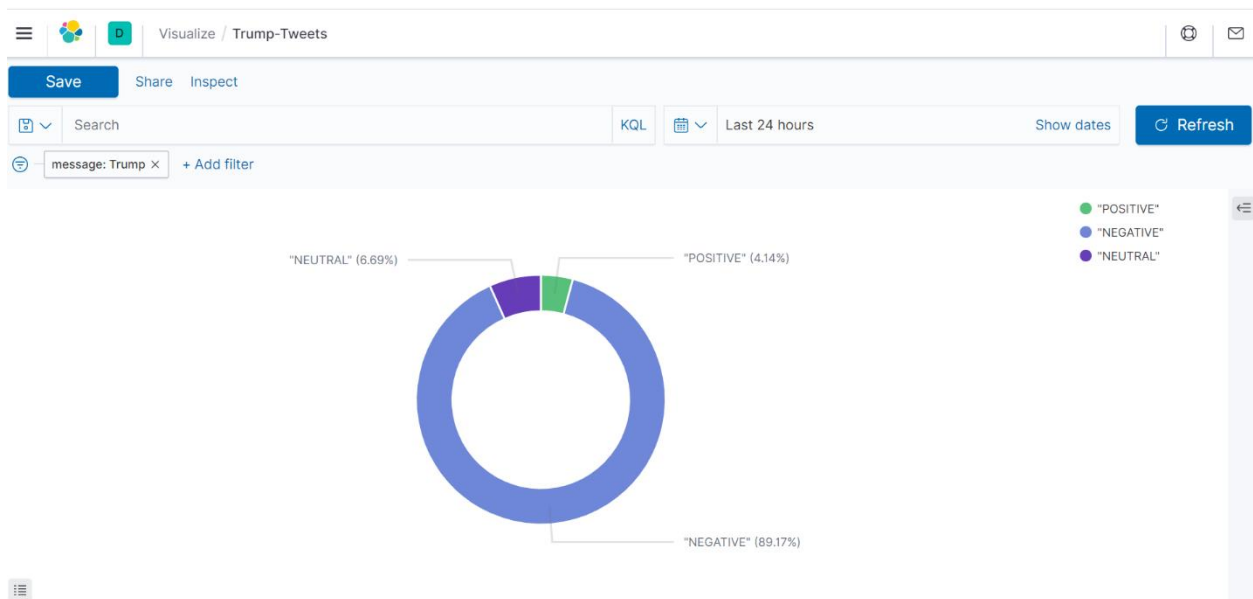 D Visualize / Trump-Tweets
Save Share Inspect
Search KQL Last 24 hours Show dates Refresh
message: Trump × + Add filter
"POSITIVE"
"NEGATIVE"
"NEUTRAL"
"NEUTRAL" (6.69%) "POSITIVE" (4.14%)
"NEGATIVE" (89.17%)